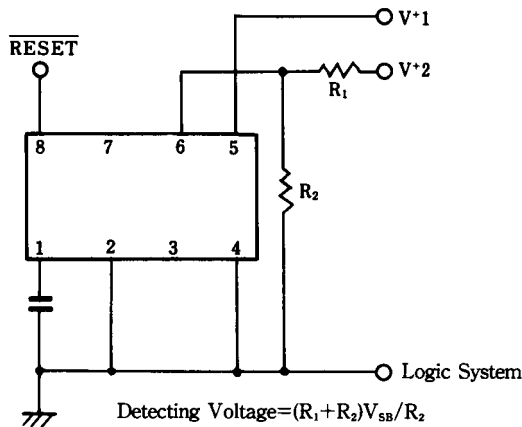 V⁺1
RESET
V⁺2
R₁
8 7 6 5
R₂
1 2 3 4
Logic System
Detecting Voltage=(R₁+R₂)V_SB/R₂